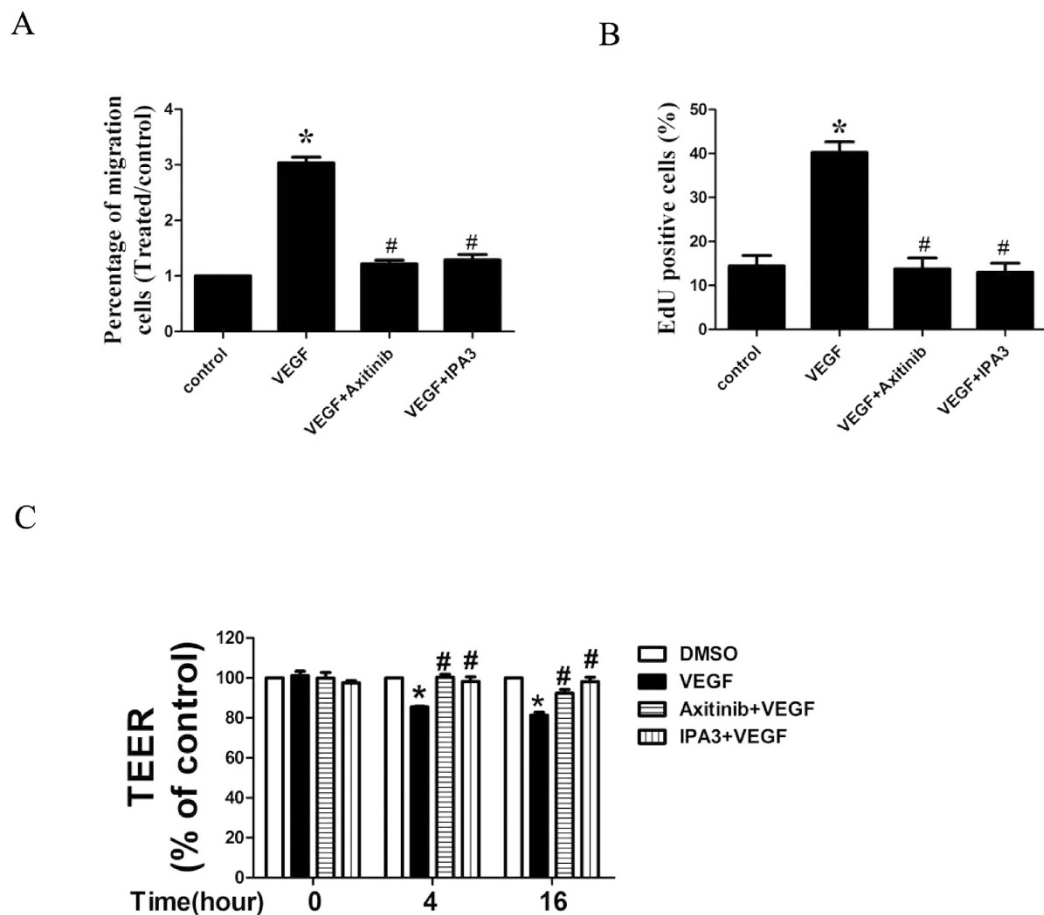 A
Percentage of migration
cells (Treated/control)
4
3
2
1
0
*
#
#
control
VEGF
VEGF+Axitinib
VEGF+IPA3
B
EdU positive cells (%)
50
40
30
20
10
0
*
#
#
control
VEGF
VEGF+Axitinib
VEGF+IPA3
C
TEER
(% of control)
120
100
80
60
40
20
0
*
#
#
*
#
#
Time(hour) 0 4 16
DMSO
VEGF
Axitinib+VEGF
IPA3+VEGF